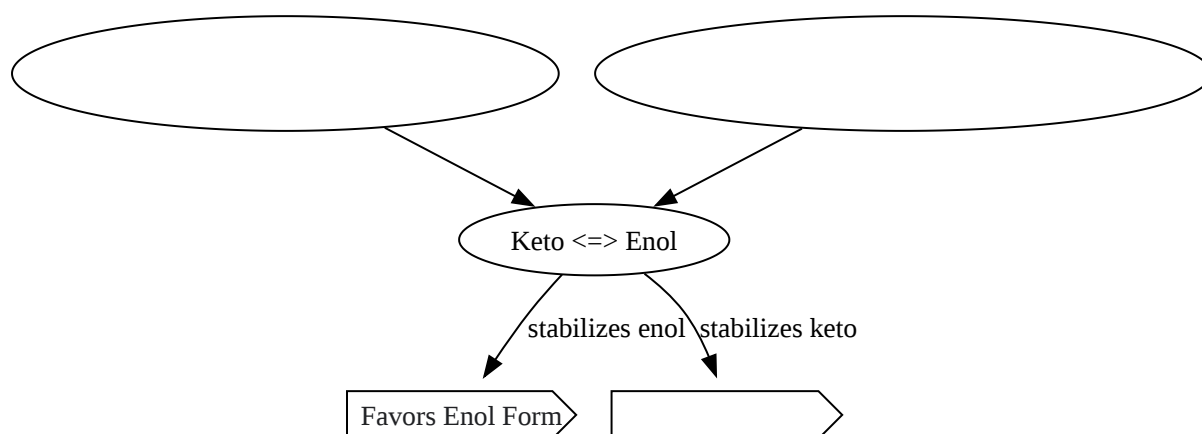 Keto <=> Enol
stabilizes enol
stabilizes keto
Favors Enol Form